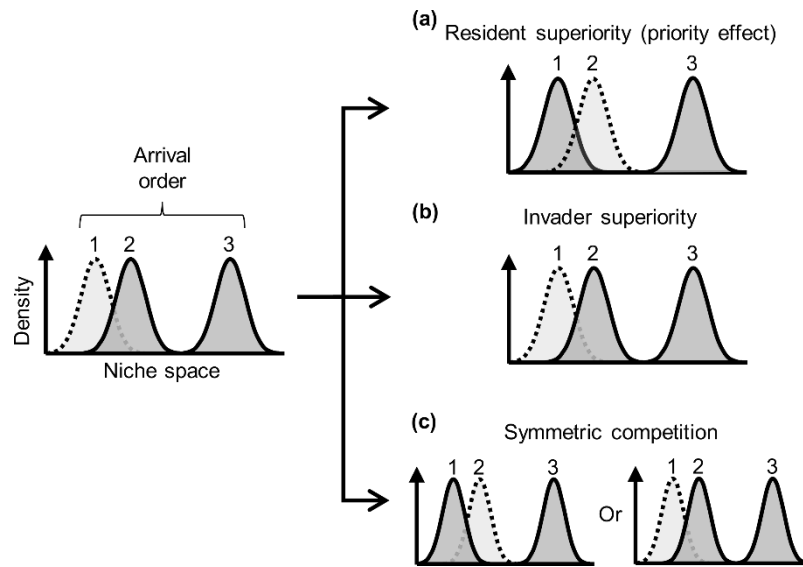 (a)
Resident superiority (priority effect)
1 2 3
Arrival
order
1 2 3
Density
Niche space
(b)
Invader superiority
1 2 3
(c)
Symmetric competition
1 2 3
Or
1 2 3